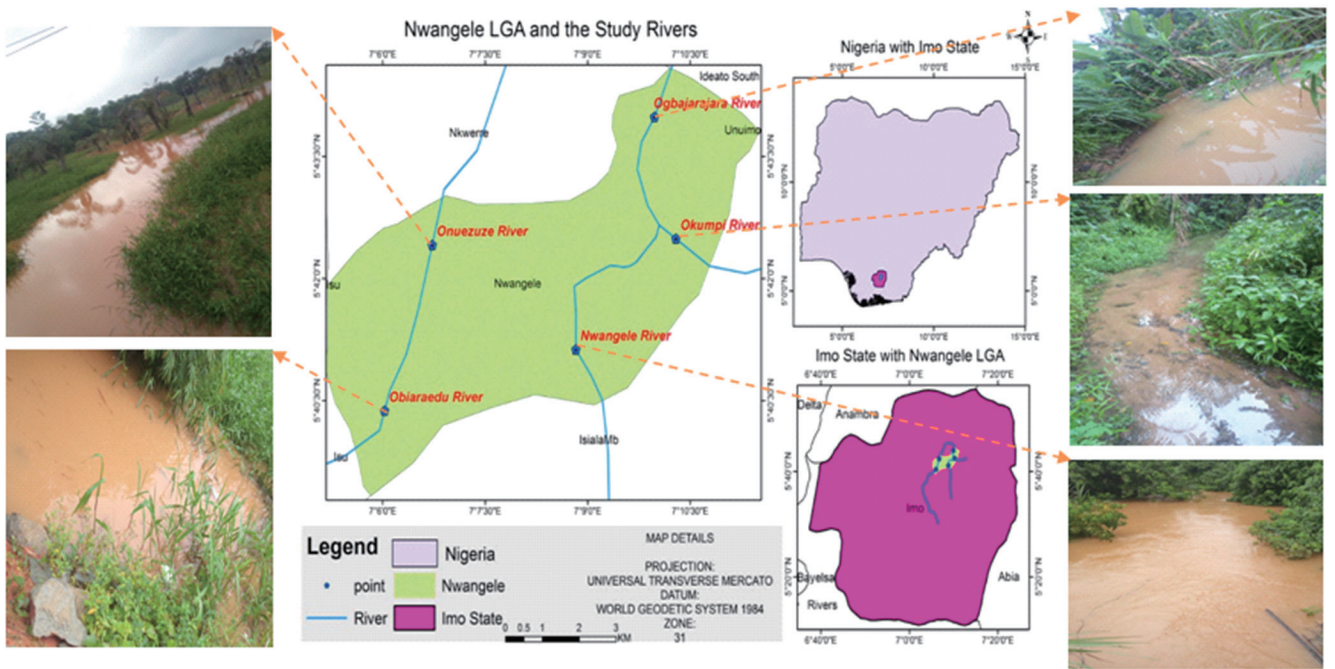 Nwangele LGA and the Study Rivers
7°6'0"E
7°7'30"E
7°9'0"E
7°10'30"E
Ideato South
Ogbajarajara River
Nkwerre
Unuimo
5°43'30"N
5°43'30"N
Onuezuze River
Okumpi River
Isu
Nwangele
5°42'0"N
5°42'0"N
Nwangele River
Obiaraedu River
5°40'30"N
5°40'30"N
IsialaMb
Isu
7°6'0"E
7°7'30"E
7°9'0"E
7°10'30"E
Legend
point
River
Nigeria
Nwangele
Imo State
MAP DETAILS
PROJECTION:
UNIVERSAL TRANSVERSE MERCATO
DATUM:
WORLD GEODETIC SYSTEM 1984
ZONE:
31
0 0.5 1 2 3
KM
N
Nigeria with Imo State
5°0'0"E
10°0'0"E
15°0'0"E
10°0'0"N
10°0'0"N
5°0'0"N
5°0'0"N
5°0'0"E
10°0'0"E
15°0'0"E
Imo State with Nwangele LGA
6°40'0"E
7°0'0"E
7°20'0"E
Delta
Anambra
5°40'0"N
5°40'0"N
Imo
5°20'0"N
5°20'0"N
Bayelsa
Abia
Rivers
6°40'0"E
7°0'0"E
7°20'0"E